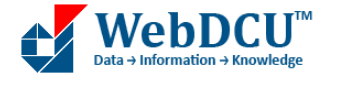 WebDCU™
Data → Information → Knowledge